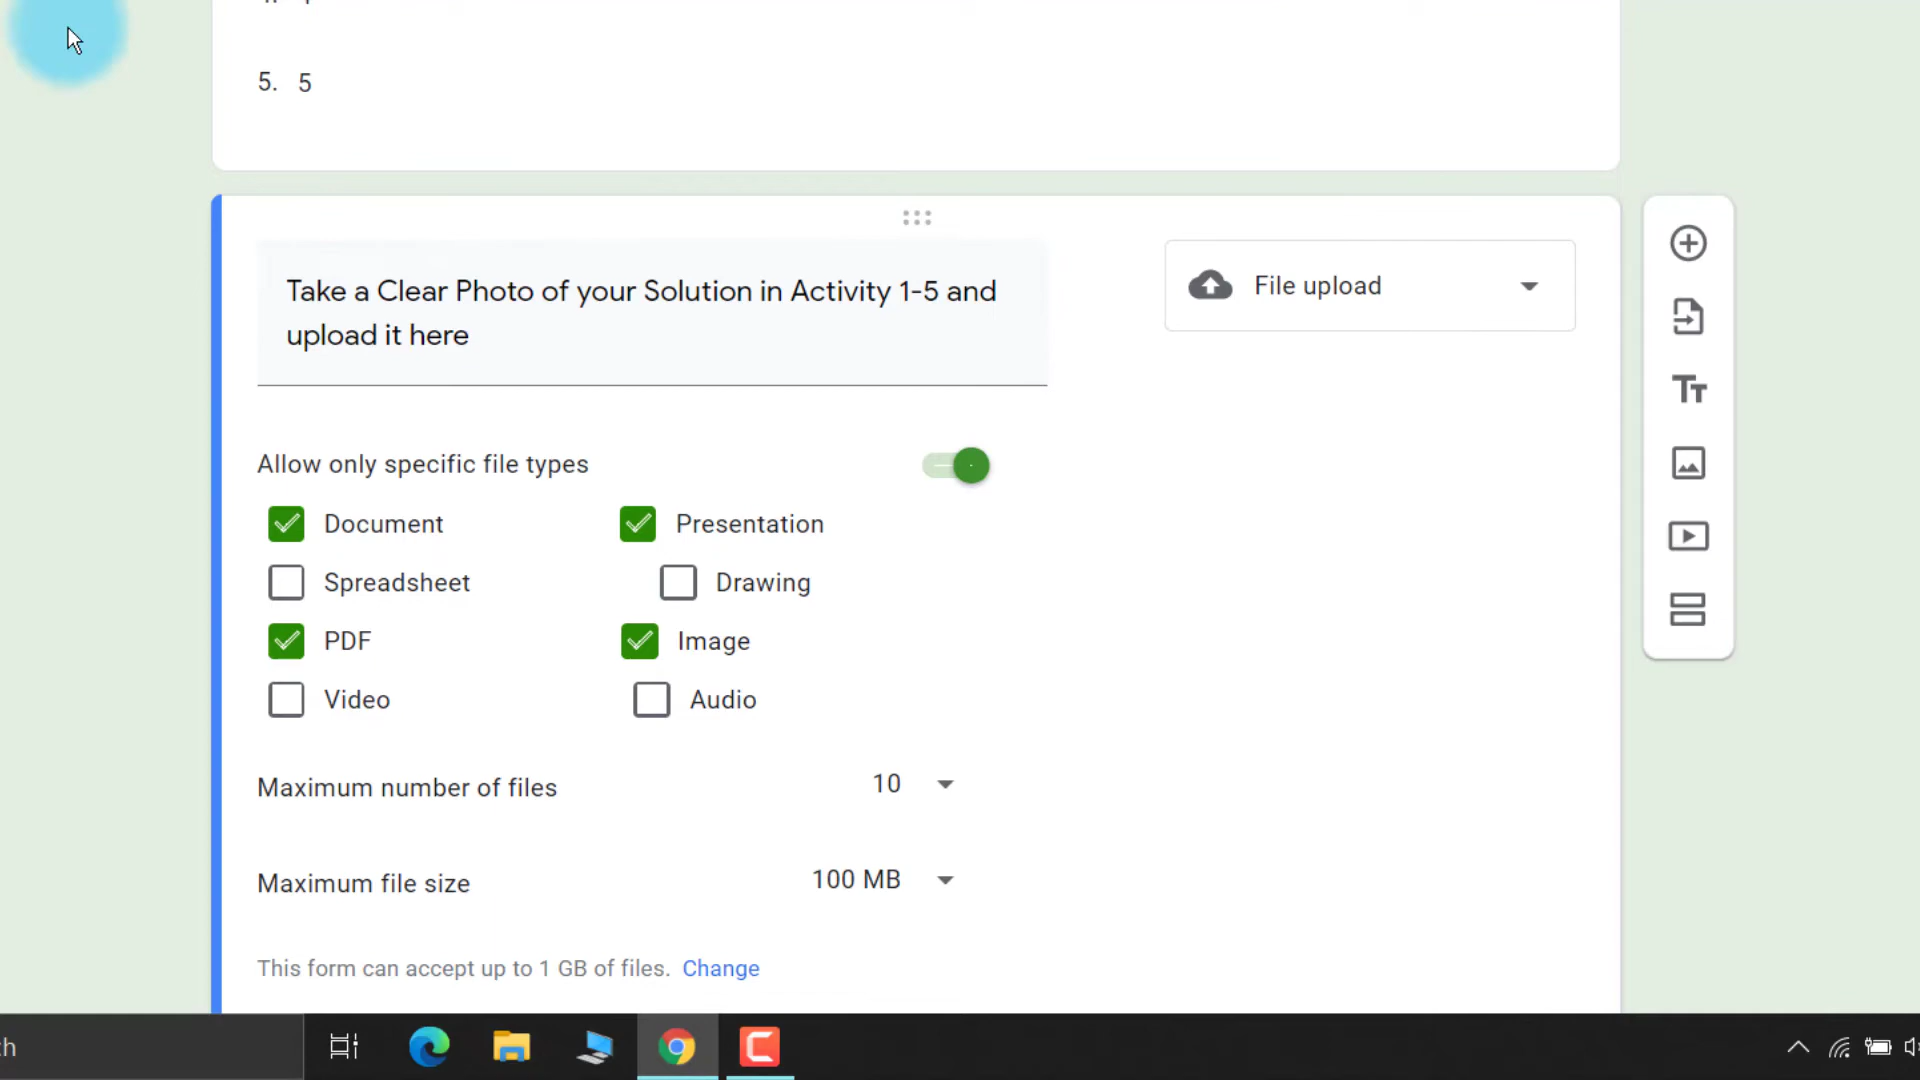 5. 5
Take a Clear Photo of your Solution in Activity 1-5 and
upload it here
File upload
Allow only specific file types
Document
Presentation
Spreadsheet
Drawing
PDF
Image
Video
Audio
Maximum number of files 10
Maximum file size 100 MB
This form can accept up to 1 GB of files. Change